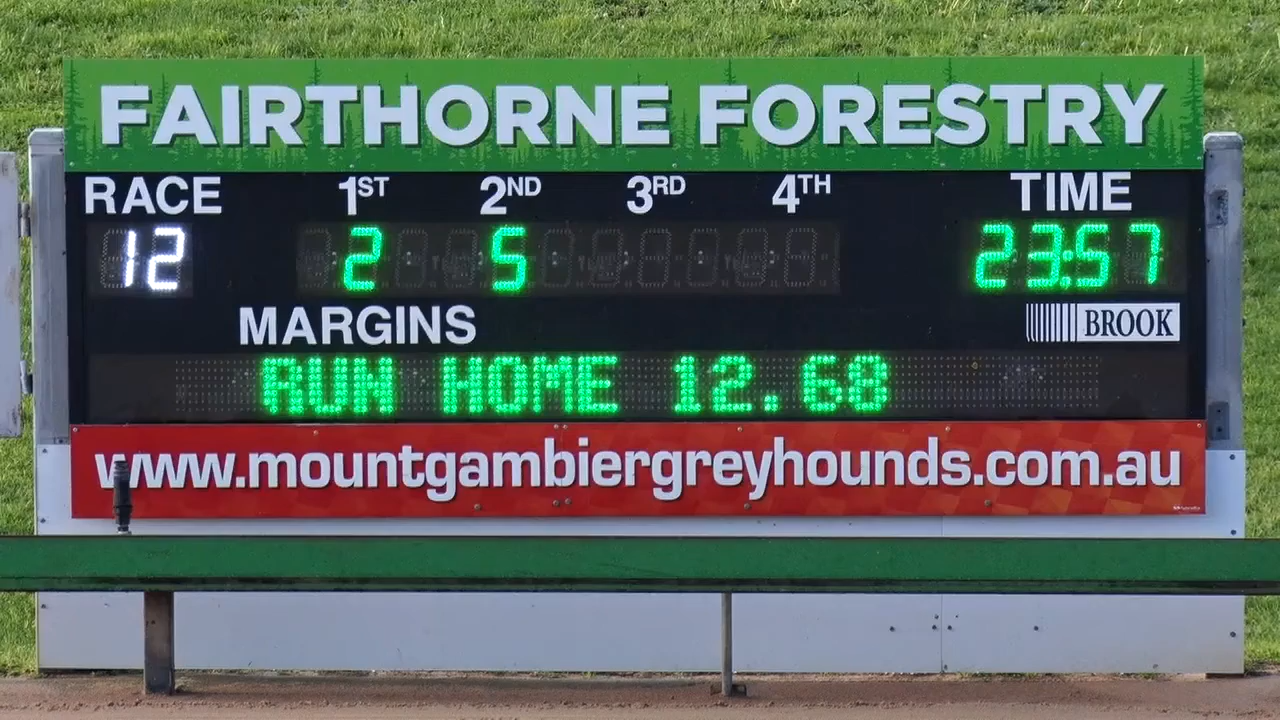 FAIRTHORNE FORESTRY
RACE 1ST 2ND 3RD 4TH TIME
12 2 5 23:57
MARGINS BROOK
RUN HOME 12.68
www.mountgambiergreyhounds.com.au